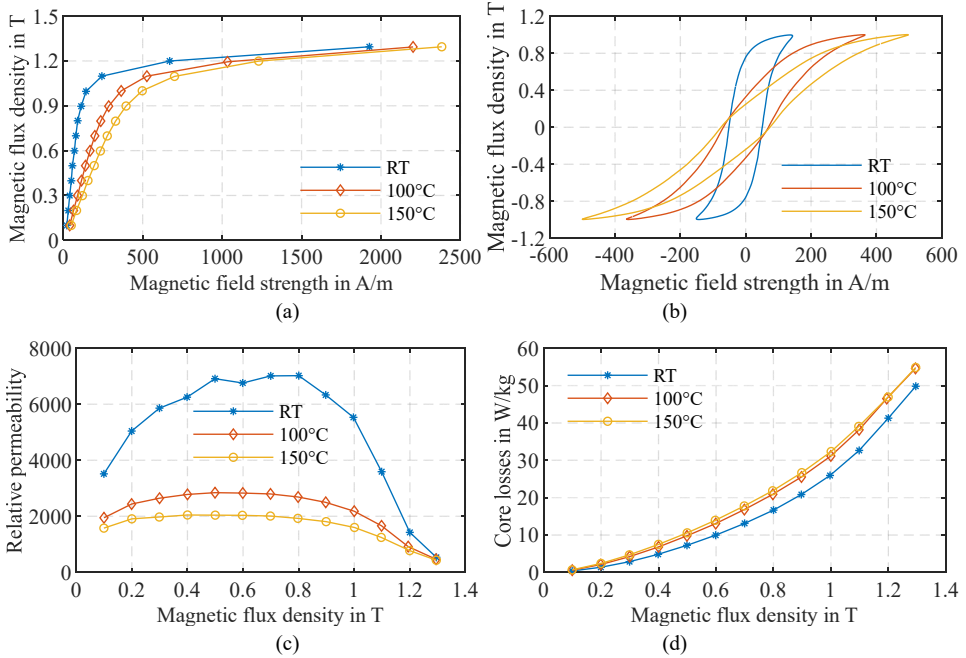 1.5
1.2
0.9
0.6
0.3
0
Magnetic flux density in T
RT
100°C
150°C
0 500 1000 1500 2000 2500
Magnetic field strength in A/m
(a)
1.2
0.8
0.4
0
-0.4
-0.8
-1.2
Magnetic flux density in T
RT
100°C
150°C
-600 -400 -200 0 200 400 600
Magnetic field strength in A/m
(b)
8000
6000
4000
2000
0
Relative permeability
RT
100°C
150°C
0 0.2 0.4 0.6 0.8 1 1.2 1.4
Magnetic flux density in T
(c)
60
50
40
30
20
10
0
Core losses in W/kg
RT
100°C
150°C
0 0.2 0.4 0.6 0.8 1.0 1.2 1.4
Magnetic flux density in T
(d)